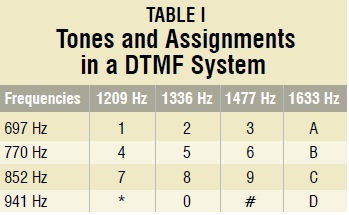 TABLE I
Tones and Assignments
in a DTMF System
Frequencies 1209 Hz 1336 Hz 1477 Hz 1633 Hz
697 Hz 1 2 3 A
770 Hz 4 5 6 B
852 Hz 7 8 9 C
941 Hz * 0 # D